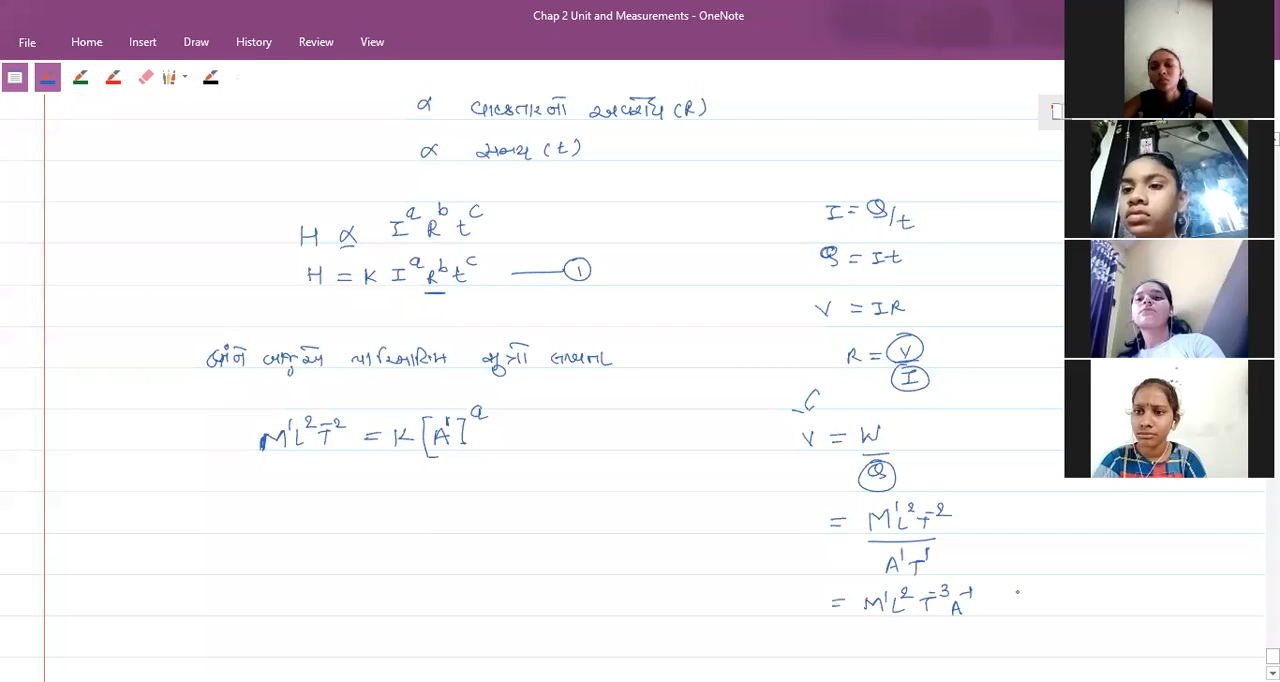 Chap 2 Unit and Measurements - OneNote
File Home Insert Draw History Review View
∝ વાહકતારનો અવરોધ (R)
∝ સમય (t)
H ∝ I^a R^b t^c
H = K I^a R^b t^c —— ①
M¹L²T⁻² = K[A¹]^a
I = Q/t
Q = It
V = IR
R = V/I
V = W/Q
= M¹L²T⁻² / A¹T¹
= M¹L²T⁻³A⁻¹